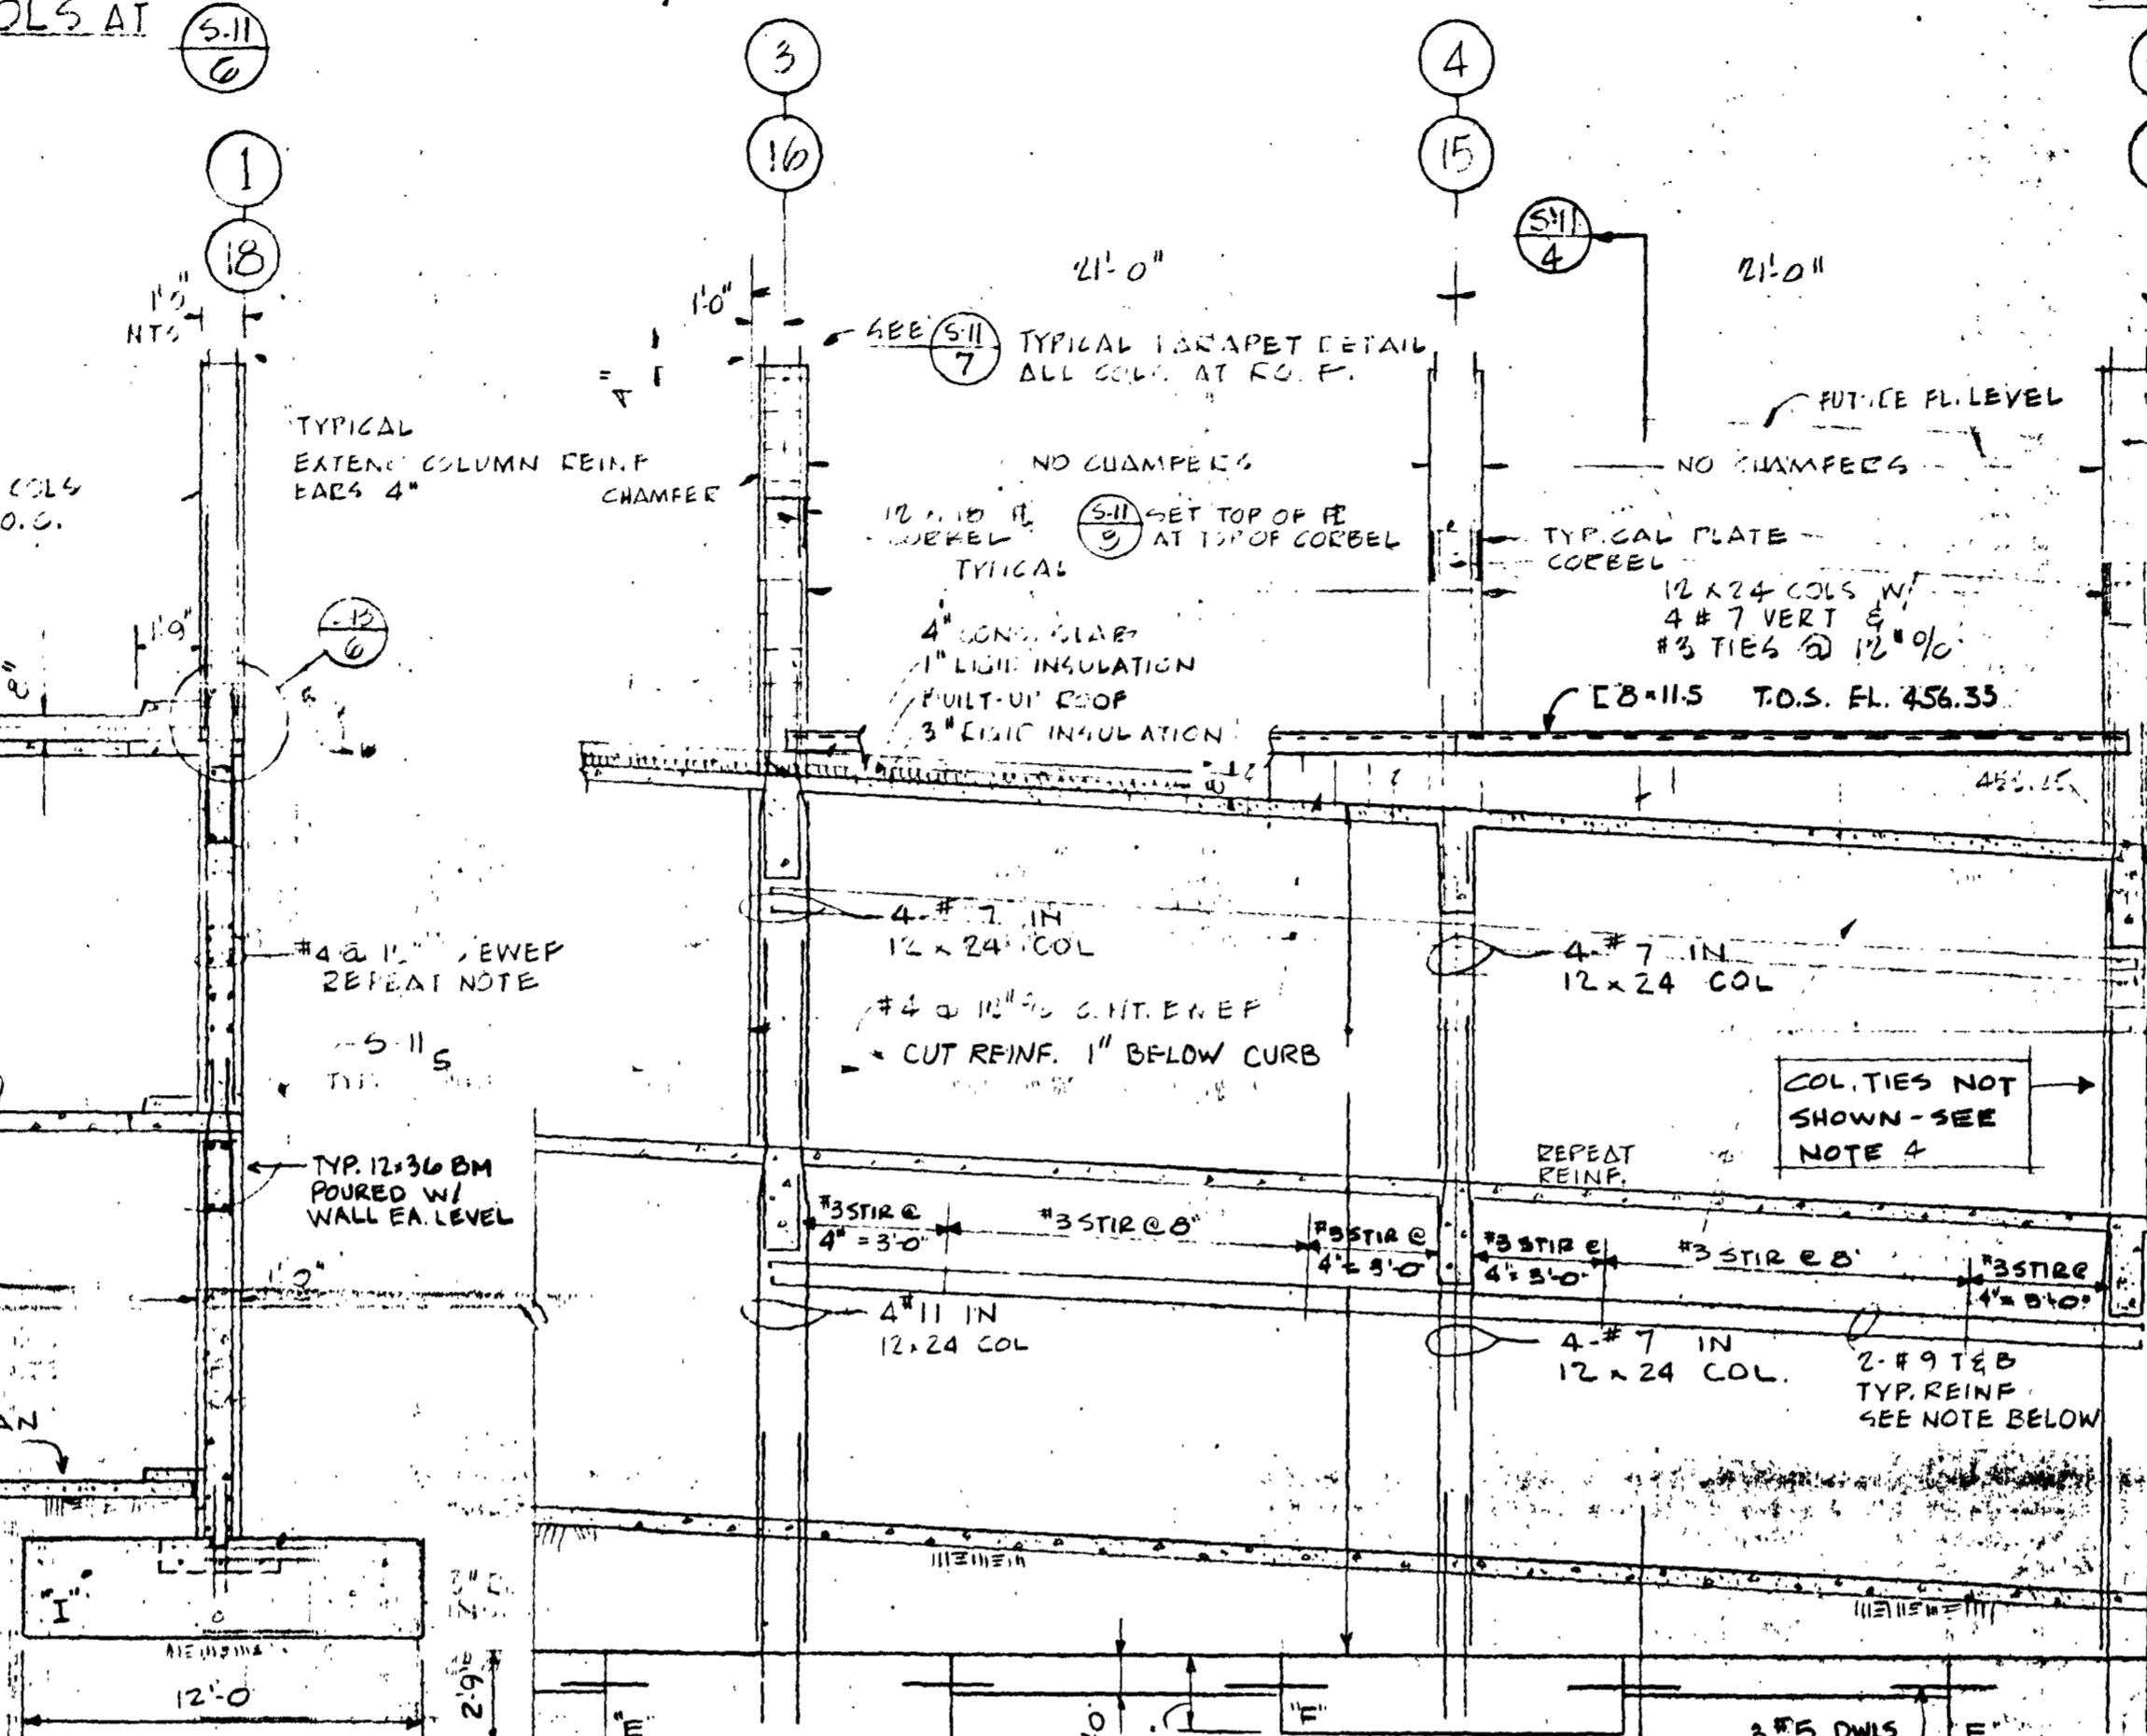 OLS AT
S-11
6
3
4
1
16
15
18
S-11
4
21'-0"
21'-0"
1'-0"
NTS
1'-0"
SEE
S-11
7
TYPICAL PARAPET DETAIL
ALL COLS. AT
TYPICAL
EXTEND COLUMN REINF
4"
CHAMFER
COLS
O.C.
NO CHAMFERS
FL. LEVEL
NO CHAMFERS
S-11
SET TOP OF PL
AT TOP OF CORBEL
CORBEL
TYPICAL
TYPICAL PLATE
CORBEL
12 x 24 COLS W/
4 # 7 VERT &
#3 TIES @ 12" O/C
1'-9"
6
8"
4" CONC. SLAB
1" RIGID INSULATION
BUILT-UP ROOF
3" RIGID INSULATION
[ 8 x 11.5 T.O.S. EL. 456.33
4-# 7 IN
12 x 24 COL
4-# 7 IN
12 x 24 COL
#4 @ EWEF
REPEAT NOTE
#4 @ EWEF
CUT REINF. 1" BELOW CURB
S-11
5
COL. TIES NOT
SHOWN - SEE
NOTE 4
TYP. 12x36 BM
POURED W/
WALL EA. LEVEL
REPEAT
REINF.
#3 STIR @
4" = 3'-0"
#3 STIR @ 8"
#3 STIR @
4" = 3'-0"
#3 STIR @
4" = 3'-0"
#3 STIR @ 8"
#3 STIR @
4" = 3'-0"
4 #11 IN
12 x 24 COL
4-# 7 IN
12 x 24 COL.
2-# 9 T & B
TYP. REINF
SEE NOTE BELOW
"I"
12'-0
2'-9"
"E"
"F"
3 #5 DWLS